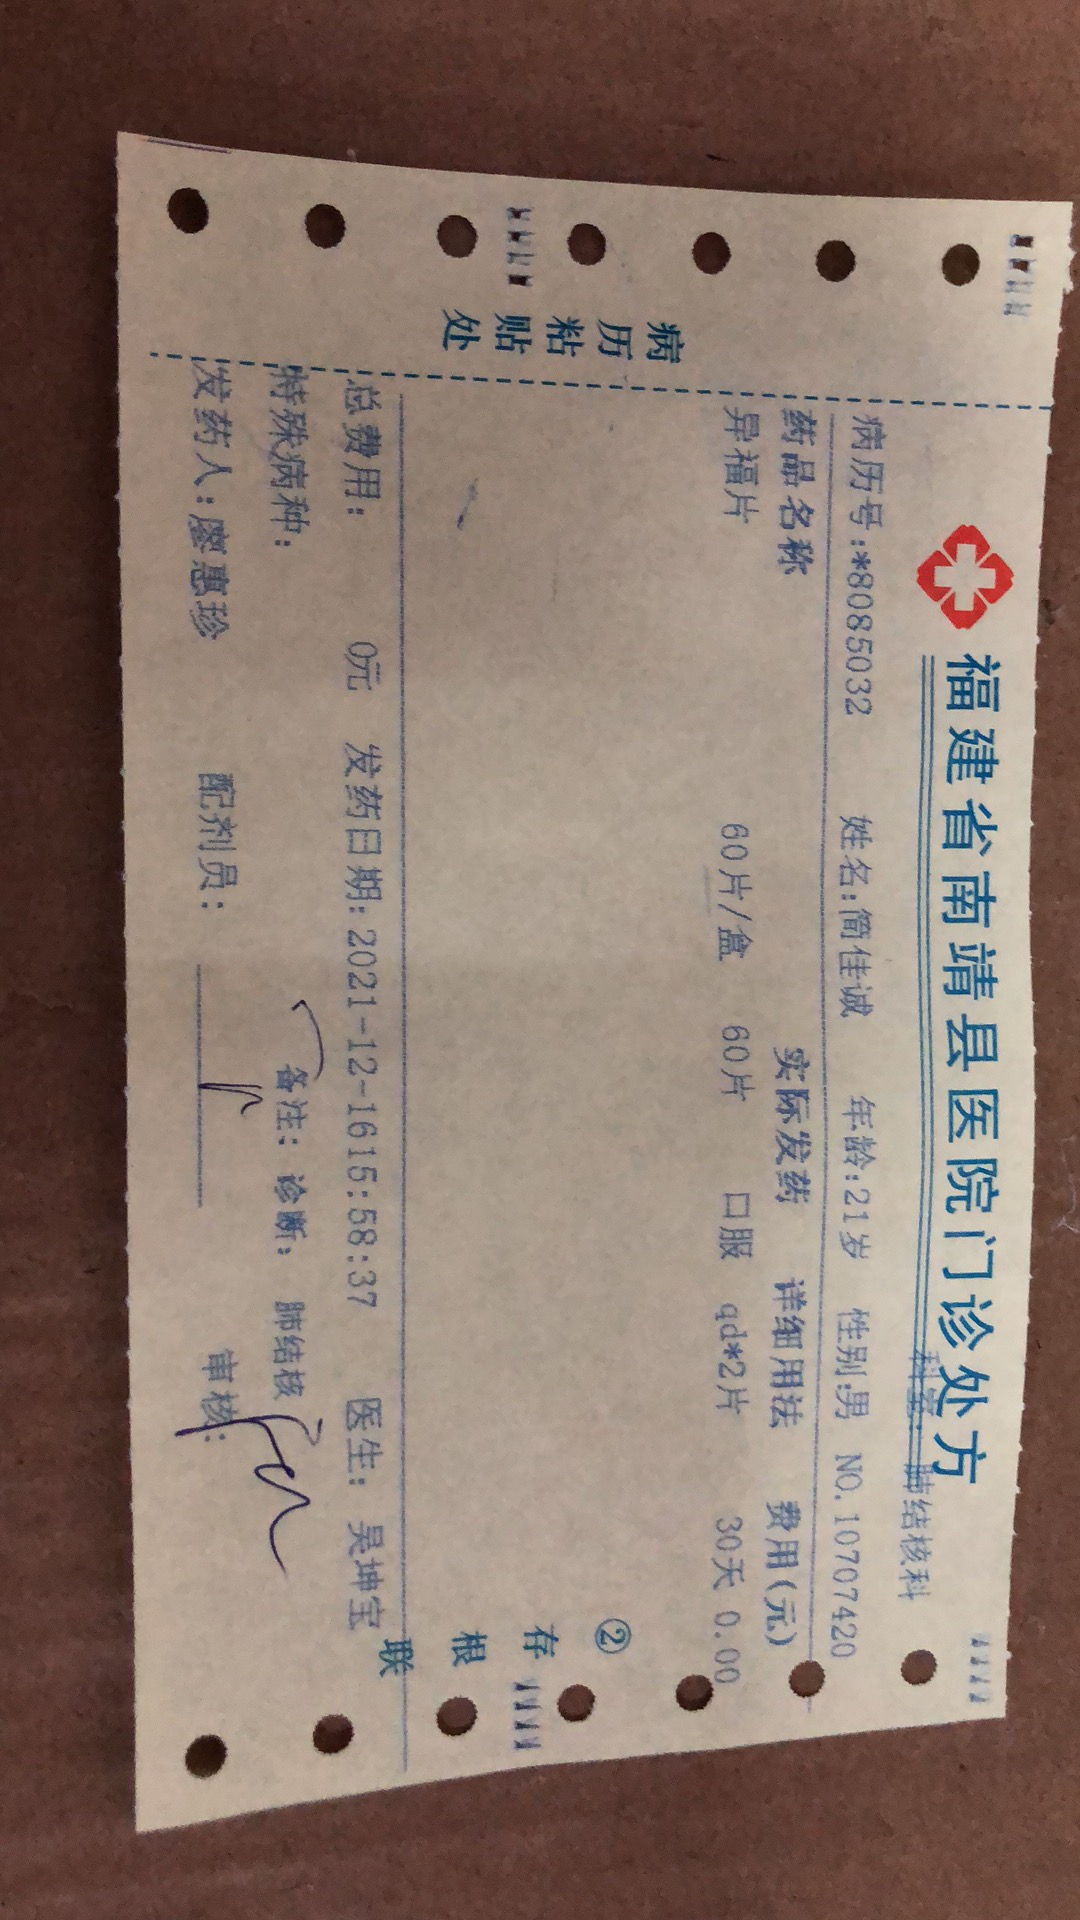 福建省南靖县医院门诊处方
科室: 肺结核科
病历号:*8085032 姓名:简佳诚 年龄:21岁 性别:男 NO.10707420
药品名称 实际发药 详细用法 费用(元)
异福片 60片/盒 60片 口服 qd*2片 30天 0.00
病历粘贴处
②存根联
总费用: 0元 发药日期:2021-12-1615:58:37 医生: 吴坤宝
特殊病种: 备注: 诊断: 肺结核
发药人:廖惠珍 配剂员: 审核: